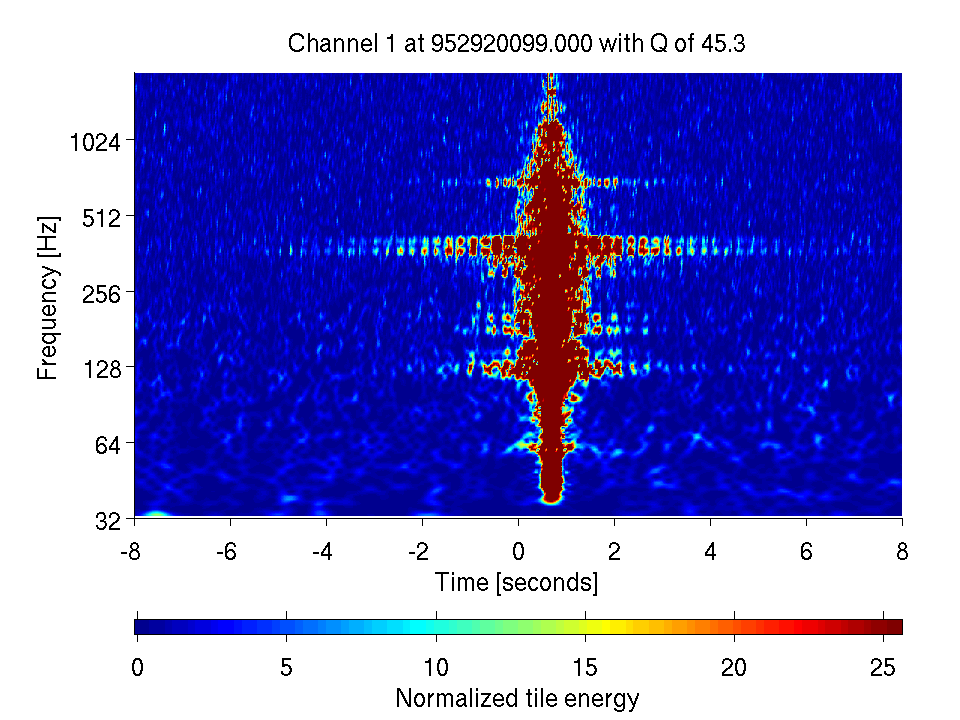 Channel 1 at 952920099.000 with Q of 45.3
Frequency [Hz]
1024
512
256
128
64
32
-8 -6 -4 -2 0 2 4 6 8
Time [seconds]
0 5 10 15 20 25
Normalized tile energy